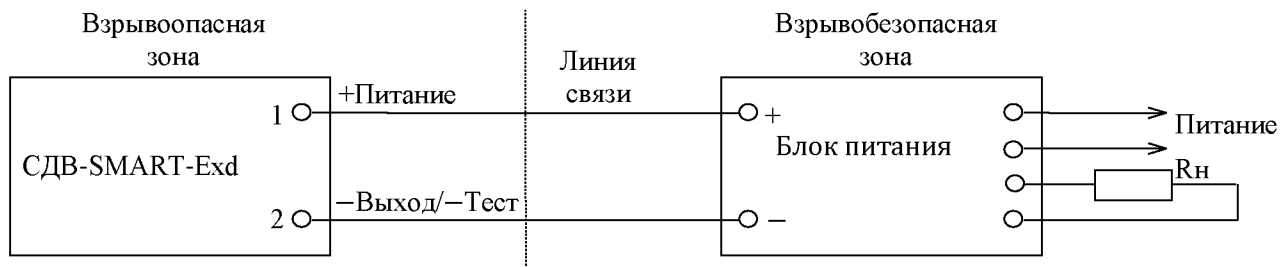 Взрывоопасная
зона
Взрывобезопасная
зона
Линия
связи
1
+Питание
+
Питание
СДВ-SMART-Exd
Блок питания
Rн
2
−Выход/−Тест
−